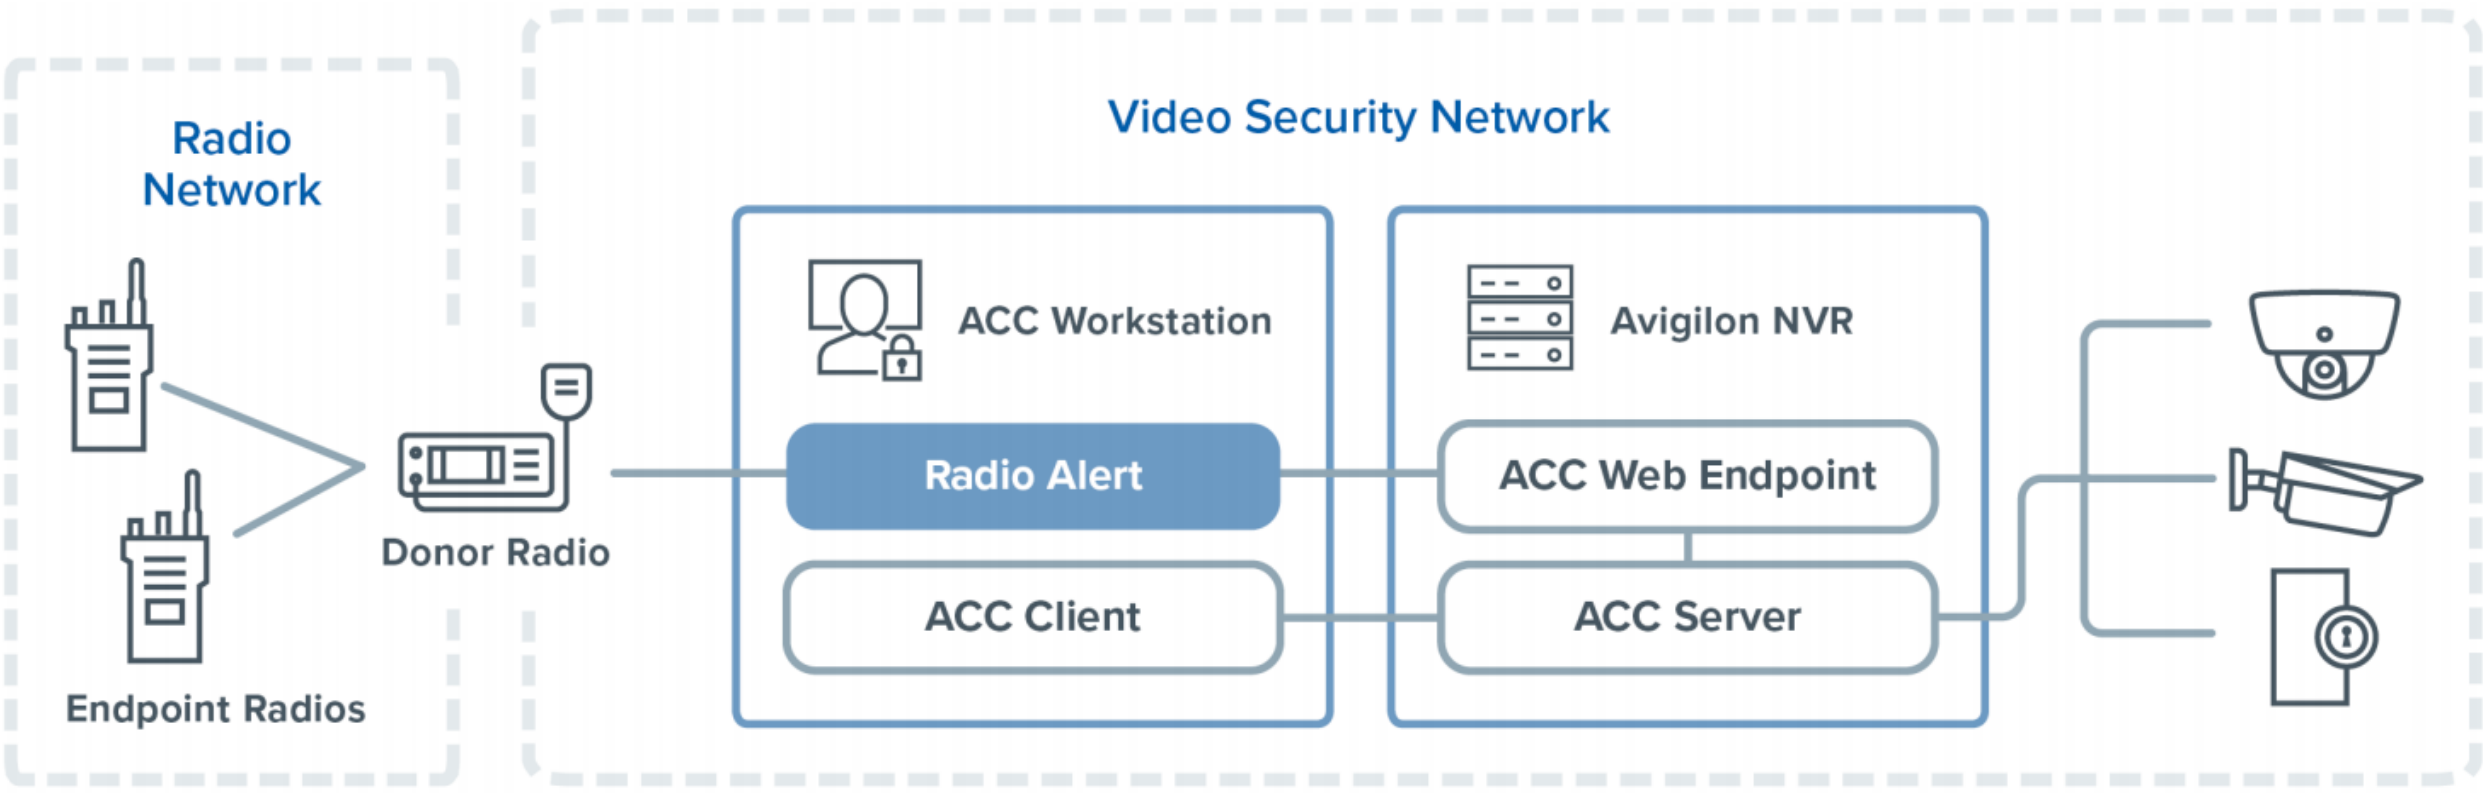 Radio
Network
Endpoint Radios
Donor Radio
Video Security Network
ACC Workstation
Radio Alert
ACC Client
Avigilon NVR
ACC Web Endpoint
ACC Server